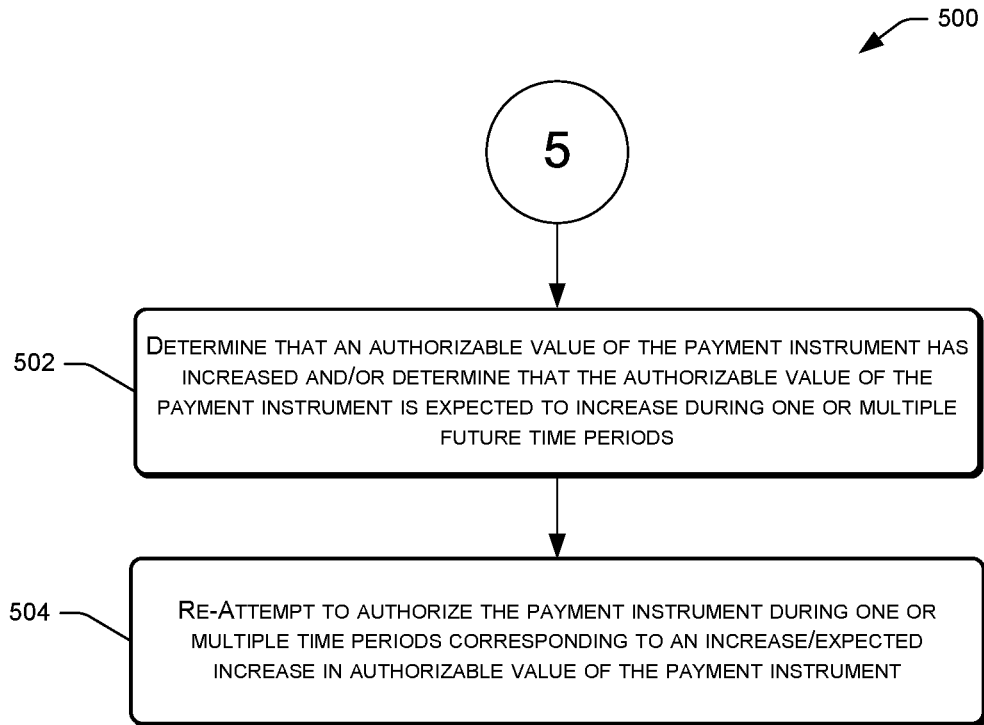 500
5
502
DETERMINE THAT AN AUTHORIZABLE VALUE OF THE PAYMENT INSTRUMENT HAS
INCREASED AND/OR DETERMINE THAT THE AUTHORIZABLE VALUE OF THE
PAYMENT INSTRUMENT IS EXPECTED TO INCREASE DURING ONE OR MULTIPLE
FUTURE TIME PERIODS
504
RE-ATTEMPT TO AUTHORIZE THE PAYMENT INSTRUMENT DURING ONE OR
MULTIPLE TIME PERIODS CORRESPONDING TO AN INCREASE/EXPECTED
INCREASE IN AUTHORIZABLE VALUE OF THE PAYMENT INSTRUMENT